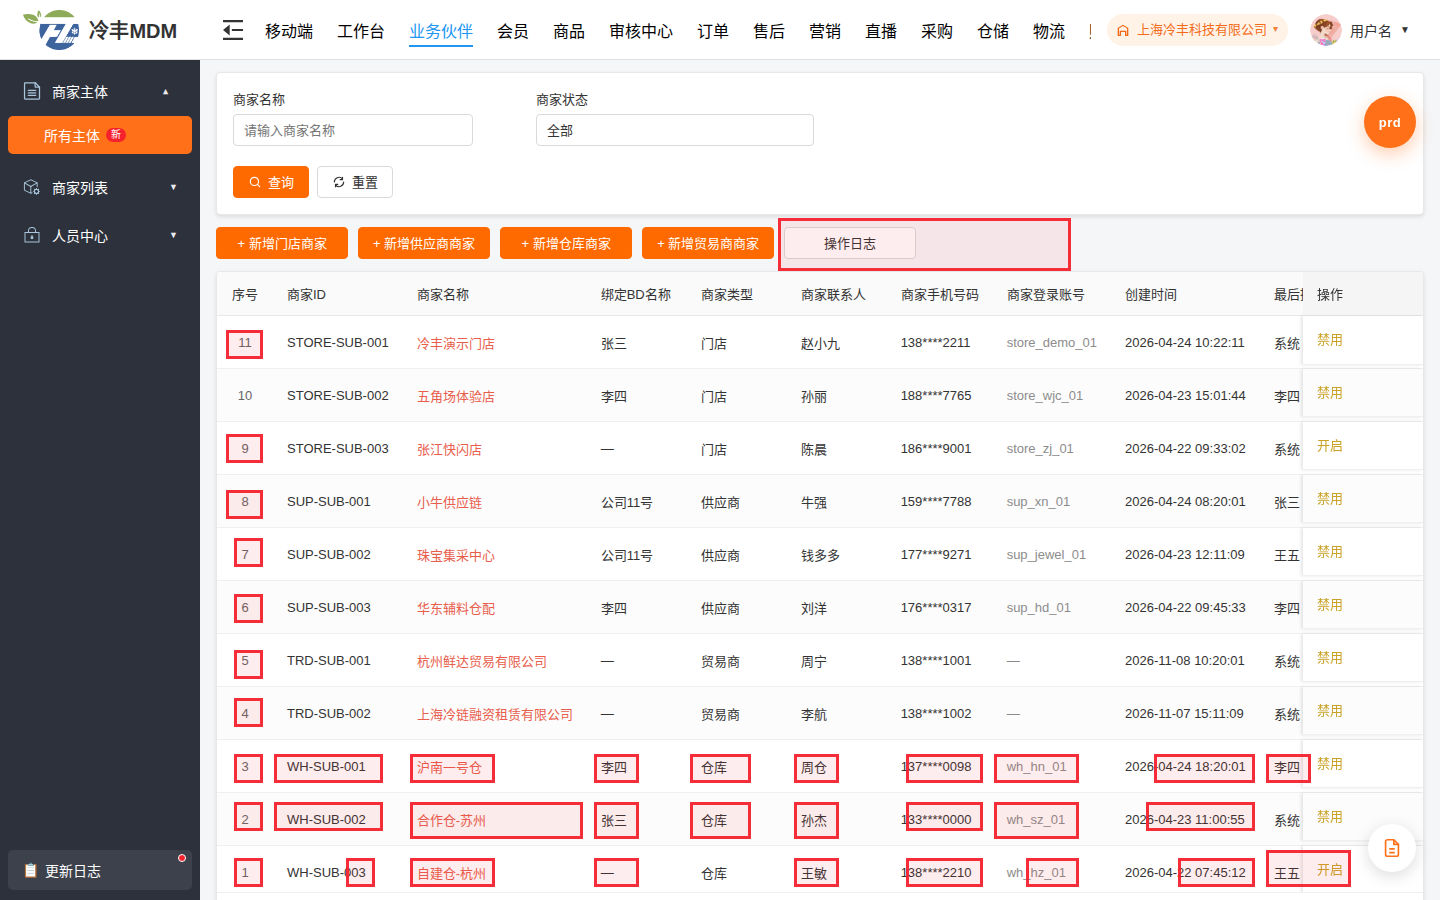 冷丰MDM 移动端 工作台 业务伙伴 会员 商品 审核中心 订单 售后 营销 直播 采购 仓储 物流 上海冷丰科技有限公司 ▾ 用户名 ▼
商家主体 ▲
所有主体 新
商家列表 ▼
人员中心 ▼
更新日志
商家名称 商家状态
请输入商家名称 全部
prd
查询 重置
+ 新增门店商家 + 新增供应商商家 + 新增仓库商家 + 新增贸易商商家 操作日志
序号 商家ID 商家名称 绑定BD名称 商家类型 商家联系人 商家手机号码 商家登录账号 创建时间 最后 操作
11 STORE-SUB-001 冷丰演示门店 张三 门店 赵小九 138****2211 store_demo_01 2026-04-24 10:22:11 系统 禁用
10 STORE-SUB-002 五角场体验店 李四 门店 孙丽 188****7765 store_wjc_01 2026-04-23 15:01:44 李四 禁用
9 STORE-SUB-003 张江快闪店 — 门店 陈晨 186****9001 store_zj_01 2026-04-22 09:33:02 系统 开启
8 SUP-SUB-001 小牛供应链 公司11号 供应商 牛强 159****7788 sup_xn_01 2026-04-24 08:20:01 张三 禁用
7 SUP-SUB-002 珠宝集采中心 公司11号 供应商 钱多多 177****9271 sup_jewel_01 2026-04-23 12:11:09 王五 禁用
6 SUP-SUB-003 华东辅料仓配 李四 供应商 刘洋 176****0317 sup_hd_01 2026-04-22 09:45:33 李四 禁用
5 TRD-SUB-001 杭州鲜达贸易有限公司 — 贸易商 周宁 138****1001 — 2026-11-08 10:20:01 系统 禁用
4 TRD-SUB-002 上海冷链融资租赁有限公司 — 贸易商 李航 138****1002 — 2026-11-07 15:11:09 系统 禁用
3 WH-SUB-001 沪南一号仓 李四 仓库 周仓 137****0098 wh_hn_01 2026-04-24 18:20:01 李四 禁用
2 WH-SUB-002 合作仓-苏州 张三 仓库 孙杰 133****0000 wh_sz_01 2026-04-23 11:00:55 系统 禁用
1 WH-SUB-003 自建仓-杭州 — 仓库 王敏 138****2210 wh_hz_01 2026-04-22 07:45:12 王五 开启